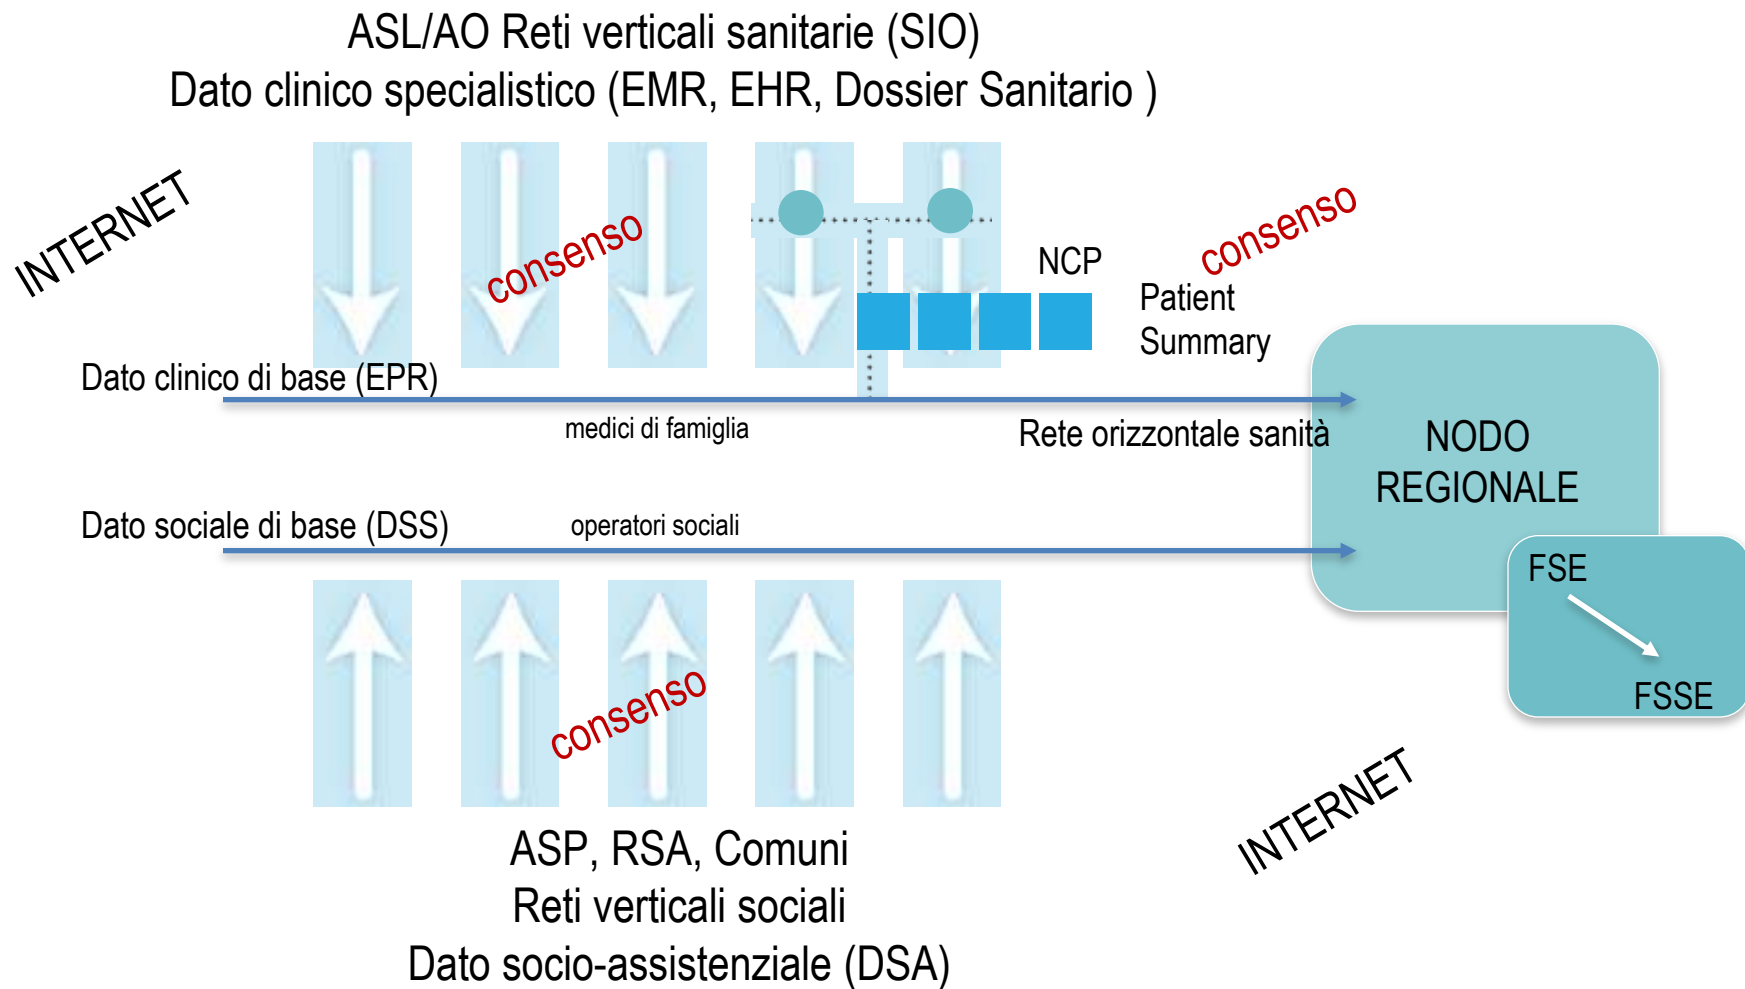 ASL/AO Reti verticali sanitarie (SIO)
Dato clinico specialistico (EMR, EHR, Dossier Sanitario )
INTERNET
consenso
consenso
NCP
Patient
Summary
Dato clinico di base (EPR)
medici di famiglia
Rete orizzontale sanità
NODO
REGIONALE
Dato sociale di base (DSS)
operatori sociali
FSE
FSSE
consenso
INTERNET
ASP, RSA, Comuni
Reti verticali sociali
Dato socio-assistenziale (DSA)